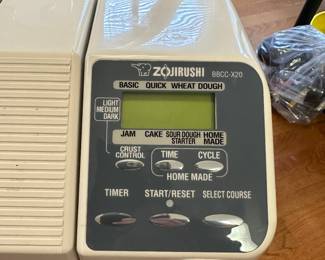 ZOJIRUSHI BBCC-X20
BASIC QUICK WHEAT DOUGH
LIGHT
MEDIUM
DARK
JAM CAKE SOUR DOUGH STARTER HOME MADE
CRUST CONTROL
TIME CYCLE
HOME MADE
TIMER START/RESET SELECT COURSE